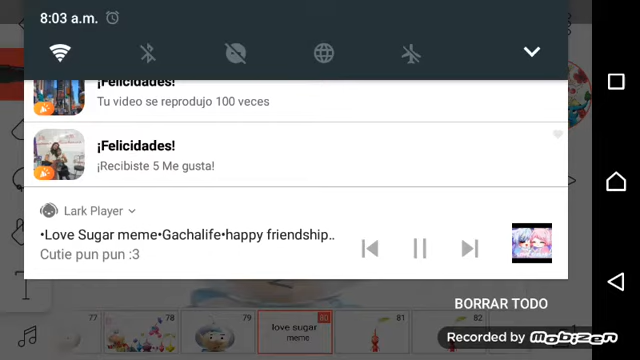 8:03 a.m.
¡Felicidades!
Tu video se reprodujo 100 veces
¡Felicidades!
¡Recibiste 5 Me gusta!
Lark Player
•Love Sugar meme•Gachalife•happy friendship..
Cutie pun pun :3
BORRAR TODO
T
77
78
79
80
81
82
love sugar
meme
Recorded by Mobizen